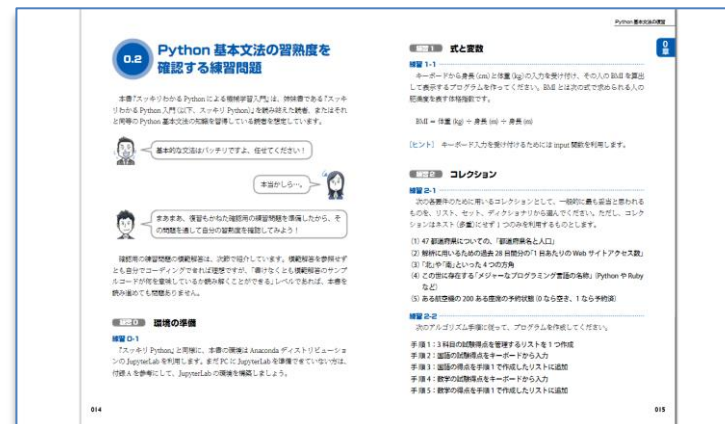 0.2
Python 基本文法の習熟度を
確認する練習問題
本書『スッキリわかる Python による機械学習入門』は、姉妹書である『スッキ
リわかる Python 入門（以下、スッキリ Python）』を読み終えた読者、またはそれ
と同等の Python 基本文法の知識を習得している読者を想定しています。
基本的な文法はバッチリですよ、任せてください！
本当かしら…。
まあまあ、復習もかねた確認用の練習問題を準備したから、そ
の問題を通して自分の習熟度を確認してみよう！
確認用の練習問題の模範解答は、次節で紹介しています。模範解答を参照せず
とも自分でコーディングできれば理想ですが、「書けなくとも模範解答のサンプ
ルコードが何を意味しているか読み解くことができる」レベルであれば、本書を
読み進めても問題ありません。
練習 0 環境の準備
練習 0-1
『スッキリ Python』と同様に、本書の環境は Anaconda ディストリビューショ
ンの JupyterLab を利用します。まだ PC に JupyterLab を準備できていない方は、
付録 A を参考にして、JupyterLab の環境を構築しましょう。
014
Python 基本文法の復習
0
章
練習 1 式と変数
練習 1-1
キーボードから身長 (cm) と体重 (kg) の入力を受け付け、その人の BMI を算出
して表示するプログラムを作ってください。BMI とは次の式で求められる人の
肥満度を表す体格指数です。
BMI = 体重 (kg) ÷ 身長 (m) ÷ 身長 (m)
[ヒント] キーボード入力を受け付けるためには input 関数を利用します。
練習 2 コレクション
練習 2-1
次の各要件のために用いるコレクションとして、一般的に最も妥当と思われる
ものを、リスト、セット、ディクショナリから選んでください。ただし、コレク
ションはネスト (多重) にせず 1 つのみを利用するものとします。
(1) 47 都道府県についての、「都道府県名と人口」
(2) 解析に用いるための過去 28 日間分の「1 日あたりの Web サイトアクセス数」
(3) 「北」や「南」といった 4 つの方角
(4) この世に存在する「メジャーなプログラミング言語の名称」 (Python や Ruby
など)
(5) ある航空機の 200 ある座席の予約状態 (0 なら空き、1 なら予約済)
練習 2-2
次のアルゴリズム手順に従って、プログラムを作成してください。
手順 1：3 科目の試験得点を管理するリストを 1 つ作成
手順 2：国語の試験得点をキーボードから入力
手順 3：国語の得点を手順 1 で作成したリストに追加
手順 4：数学の試験得点をキーボードから入力
手順 5：数学の得点を手順 1 で作成したリストに追加
015